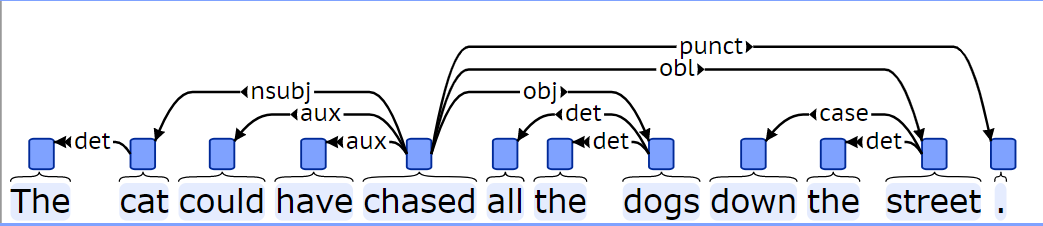 punct
obl
nsubj obj
aux det case
det aux det det
The cat could have chased all the dogs down the street .